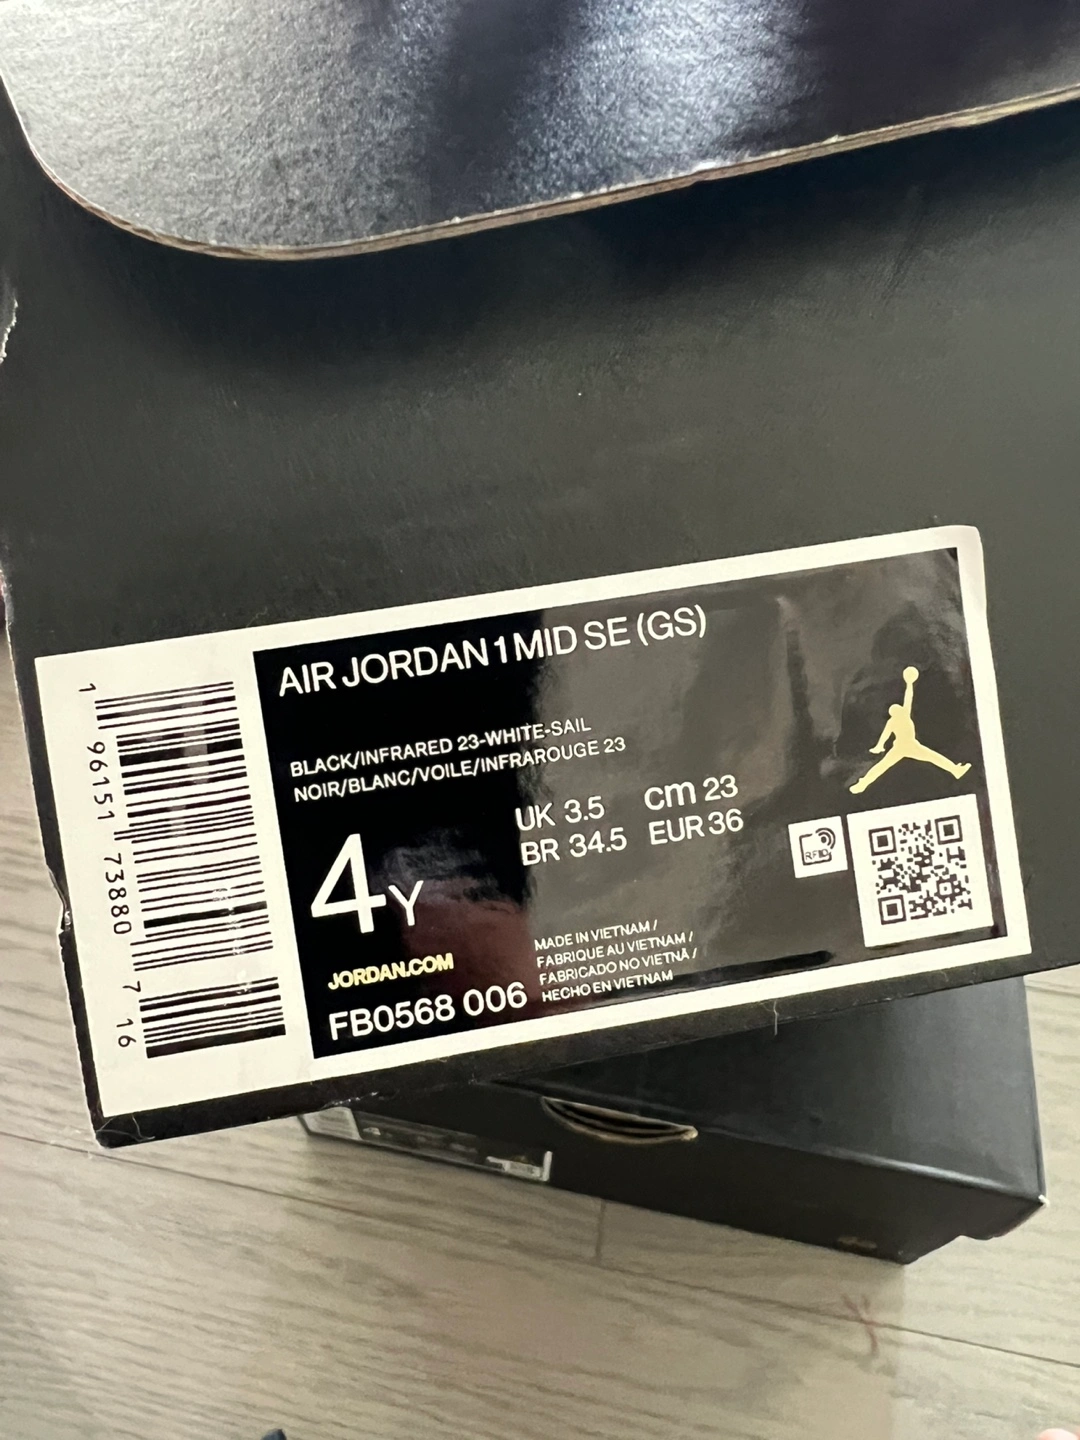 AIR JORDAN 1 MID SE (GS)
BLACK/INFRARED 23-WHITE-SAIL
NOIR/BLANC/VOILE/INFRAROUGE 23
4Y
UK 3.5 cm 23
BR 34.5 EUR 36
RFID
JORDAN.COM
FB0568 006
MADE IN VIETNAM /
FABRIQUE AU VIETNAM /
FABRICADO NO VIETNÃ /
HECHO EN VIETNAM
1 96151 73880 7 16